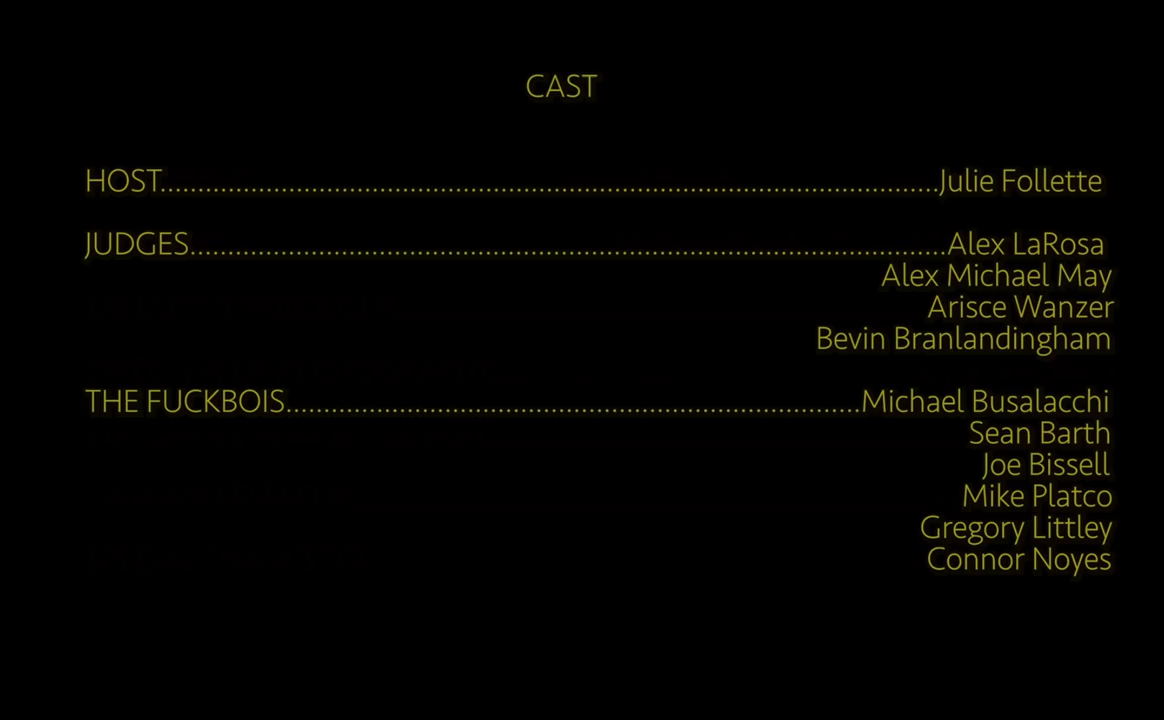 CAST
HOST.....................................................................................Julie Follette
JUDGES...................................................................................Alex LaRosa
Alex Michael May
Arisce Wanzer
Bevin Branlandingham
THE FUCKBOIS...............................................................Michael Busalacchi
Sean Barth
Joe Bissell
Mike Platco
Gregory Littley
Connor Noyes